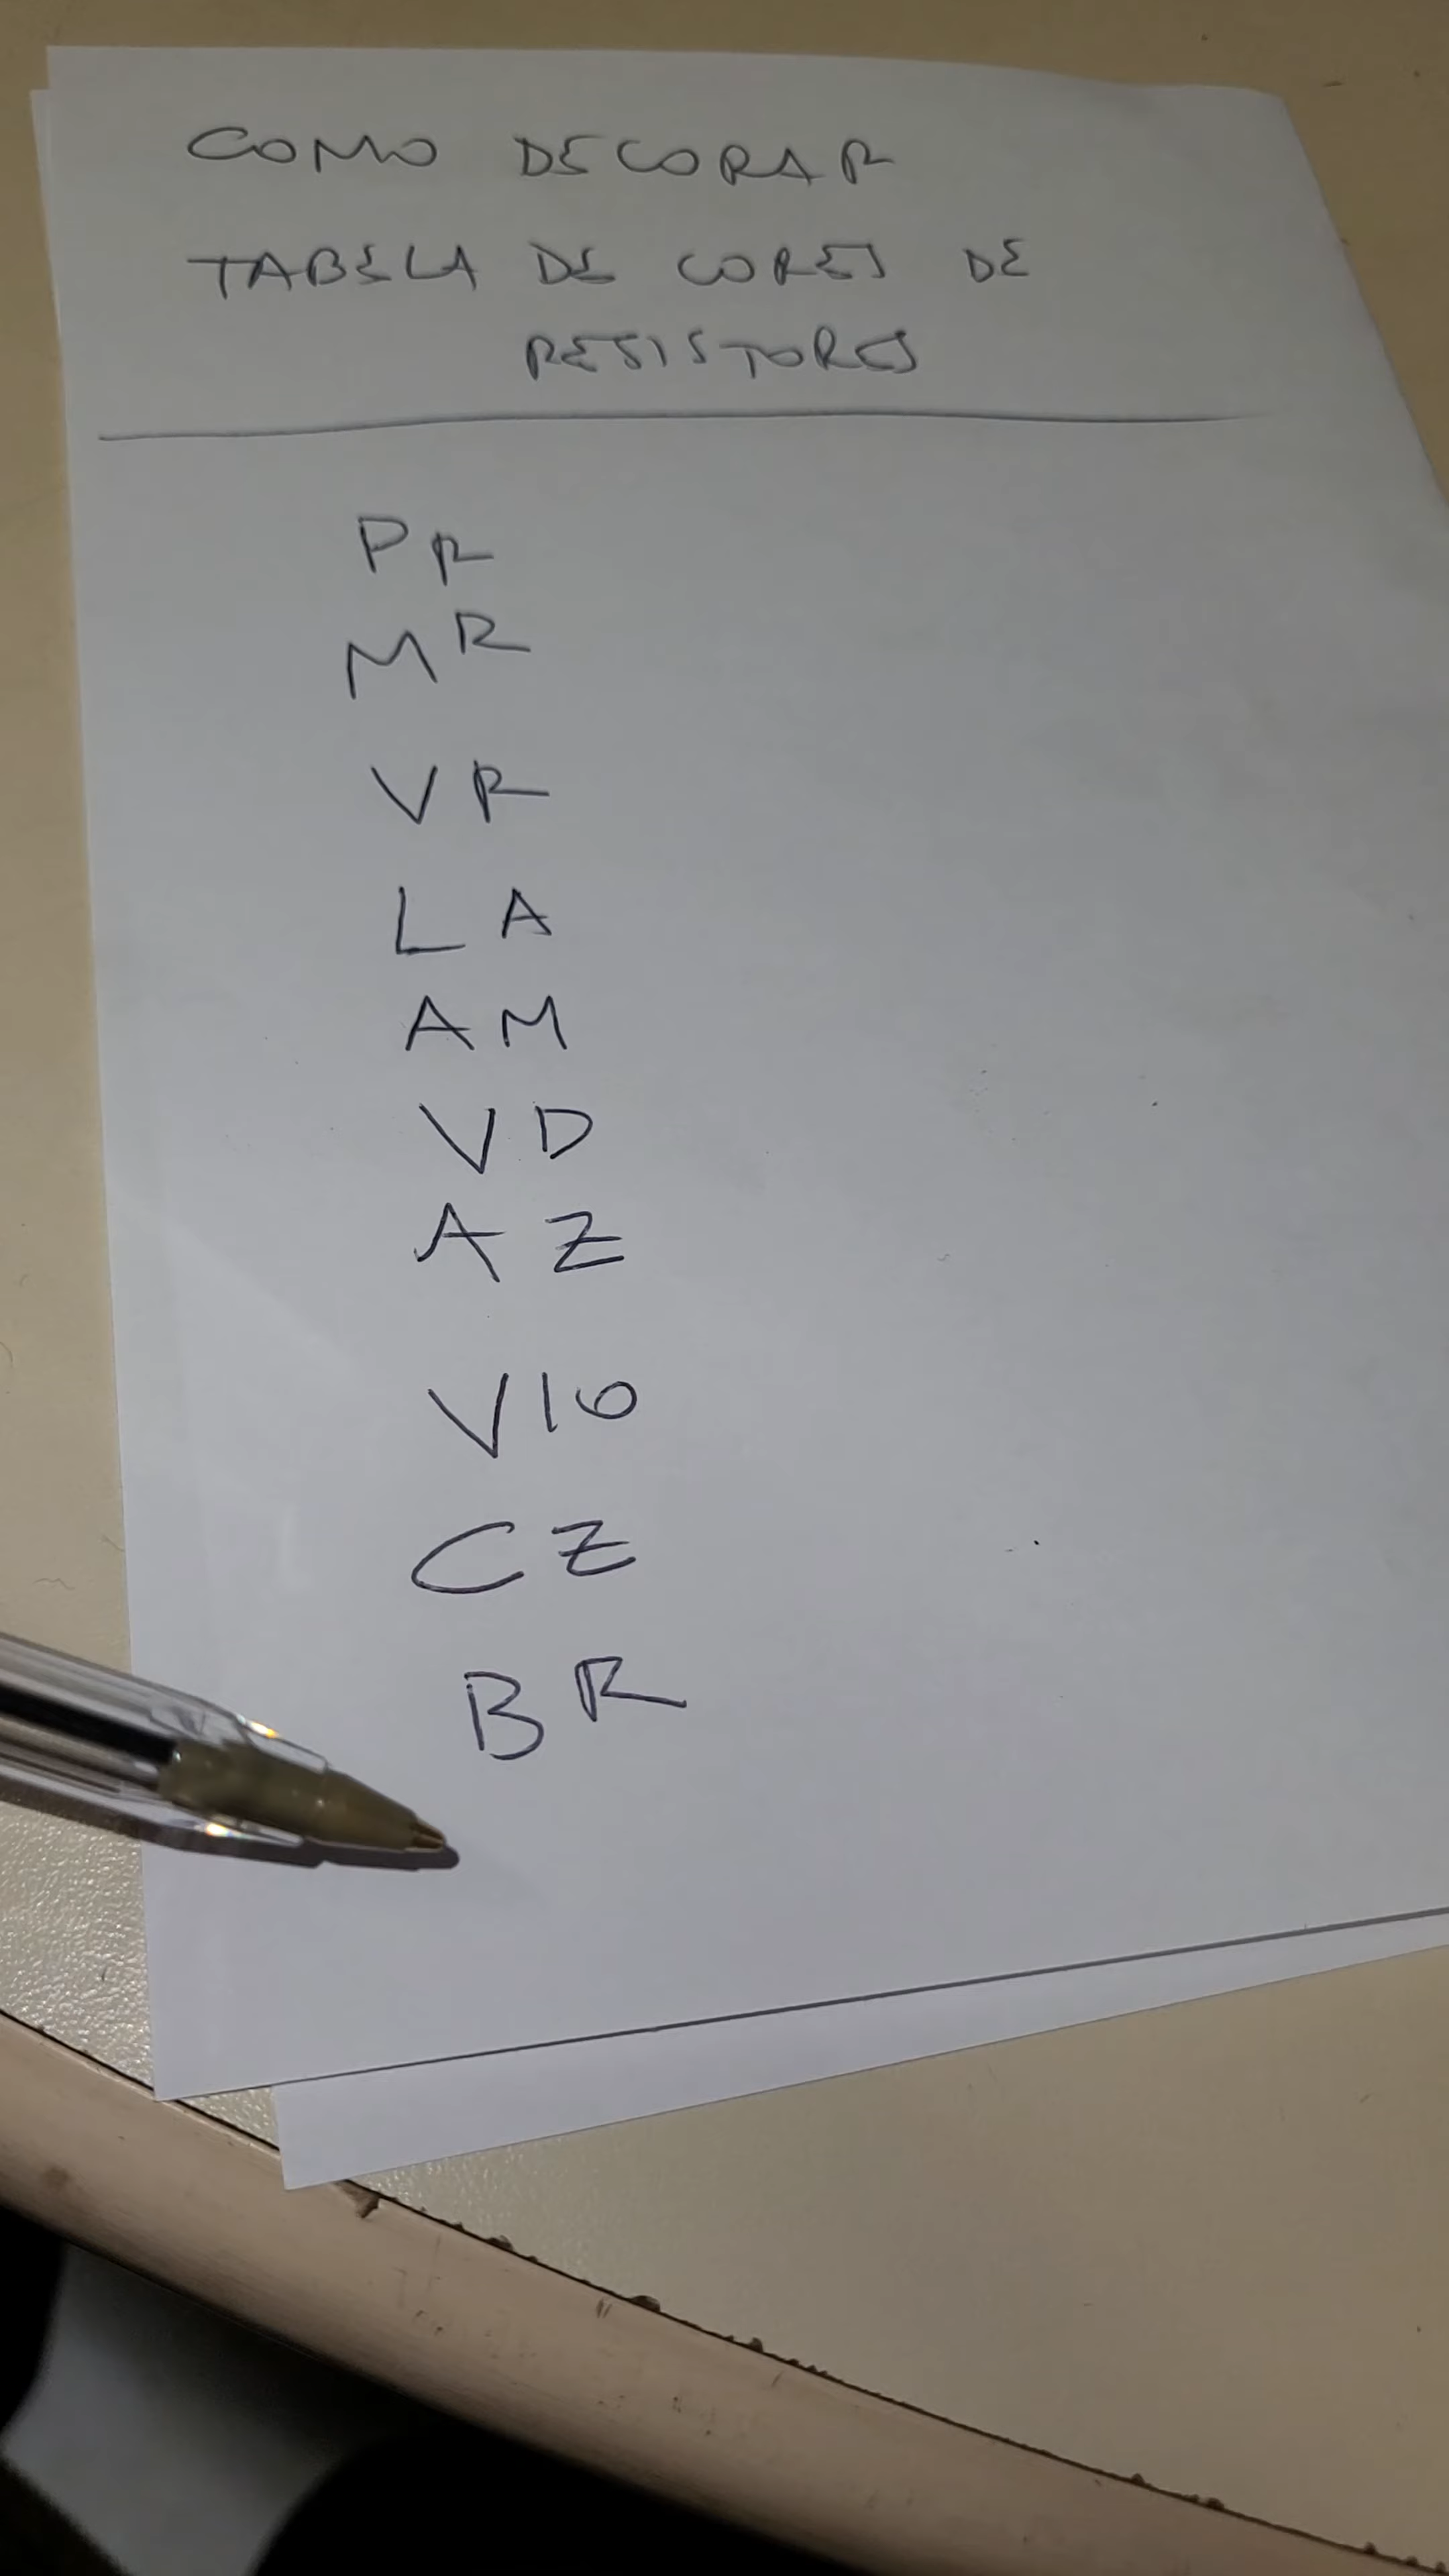 COMO DECORAR
TABELA DE CORES DE
RESISTORES
PR
MR
VR
LA
AM
VD
AZ
VIO
CZ
BR